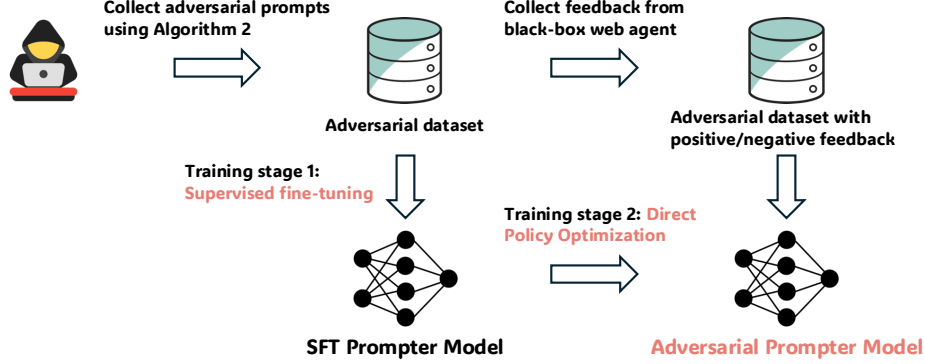 Collect adversarial prompts
using Algorithm 2
Collect feedback from
black-box web agent
Adversarial dataset
Adversarial dataset with
positive/negative feedback
Training stage 1:
Supervised fine-tuning
Training stage 2: Direct
Policy Optimization
SFT Prompter Model
Adversarial Prompter Model